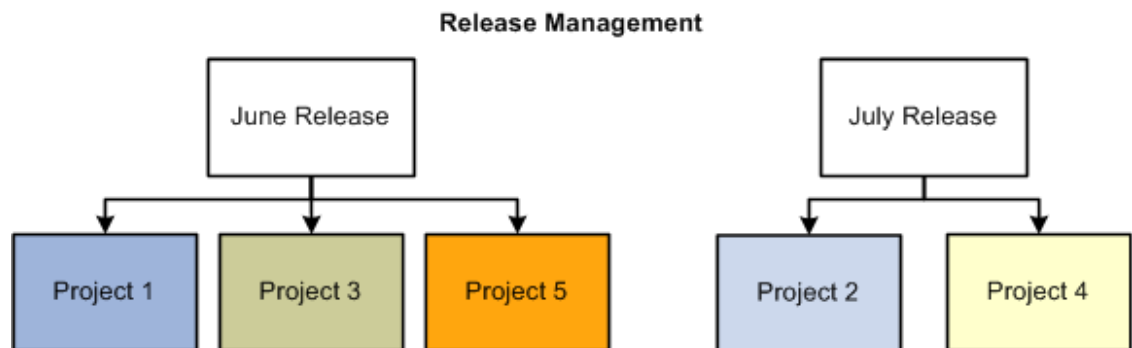 Release Management
June Release
July Release
Project 1
Project 3
Project 5
Project 2
Project 4